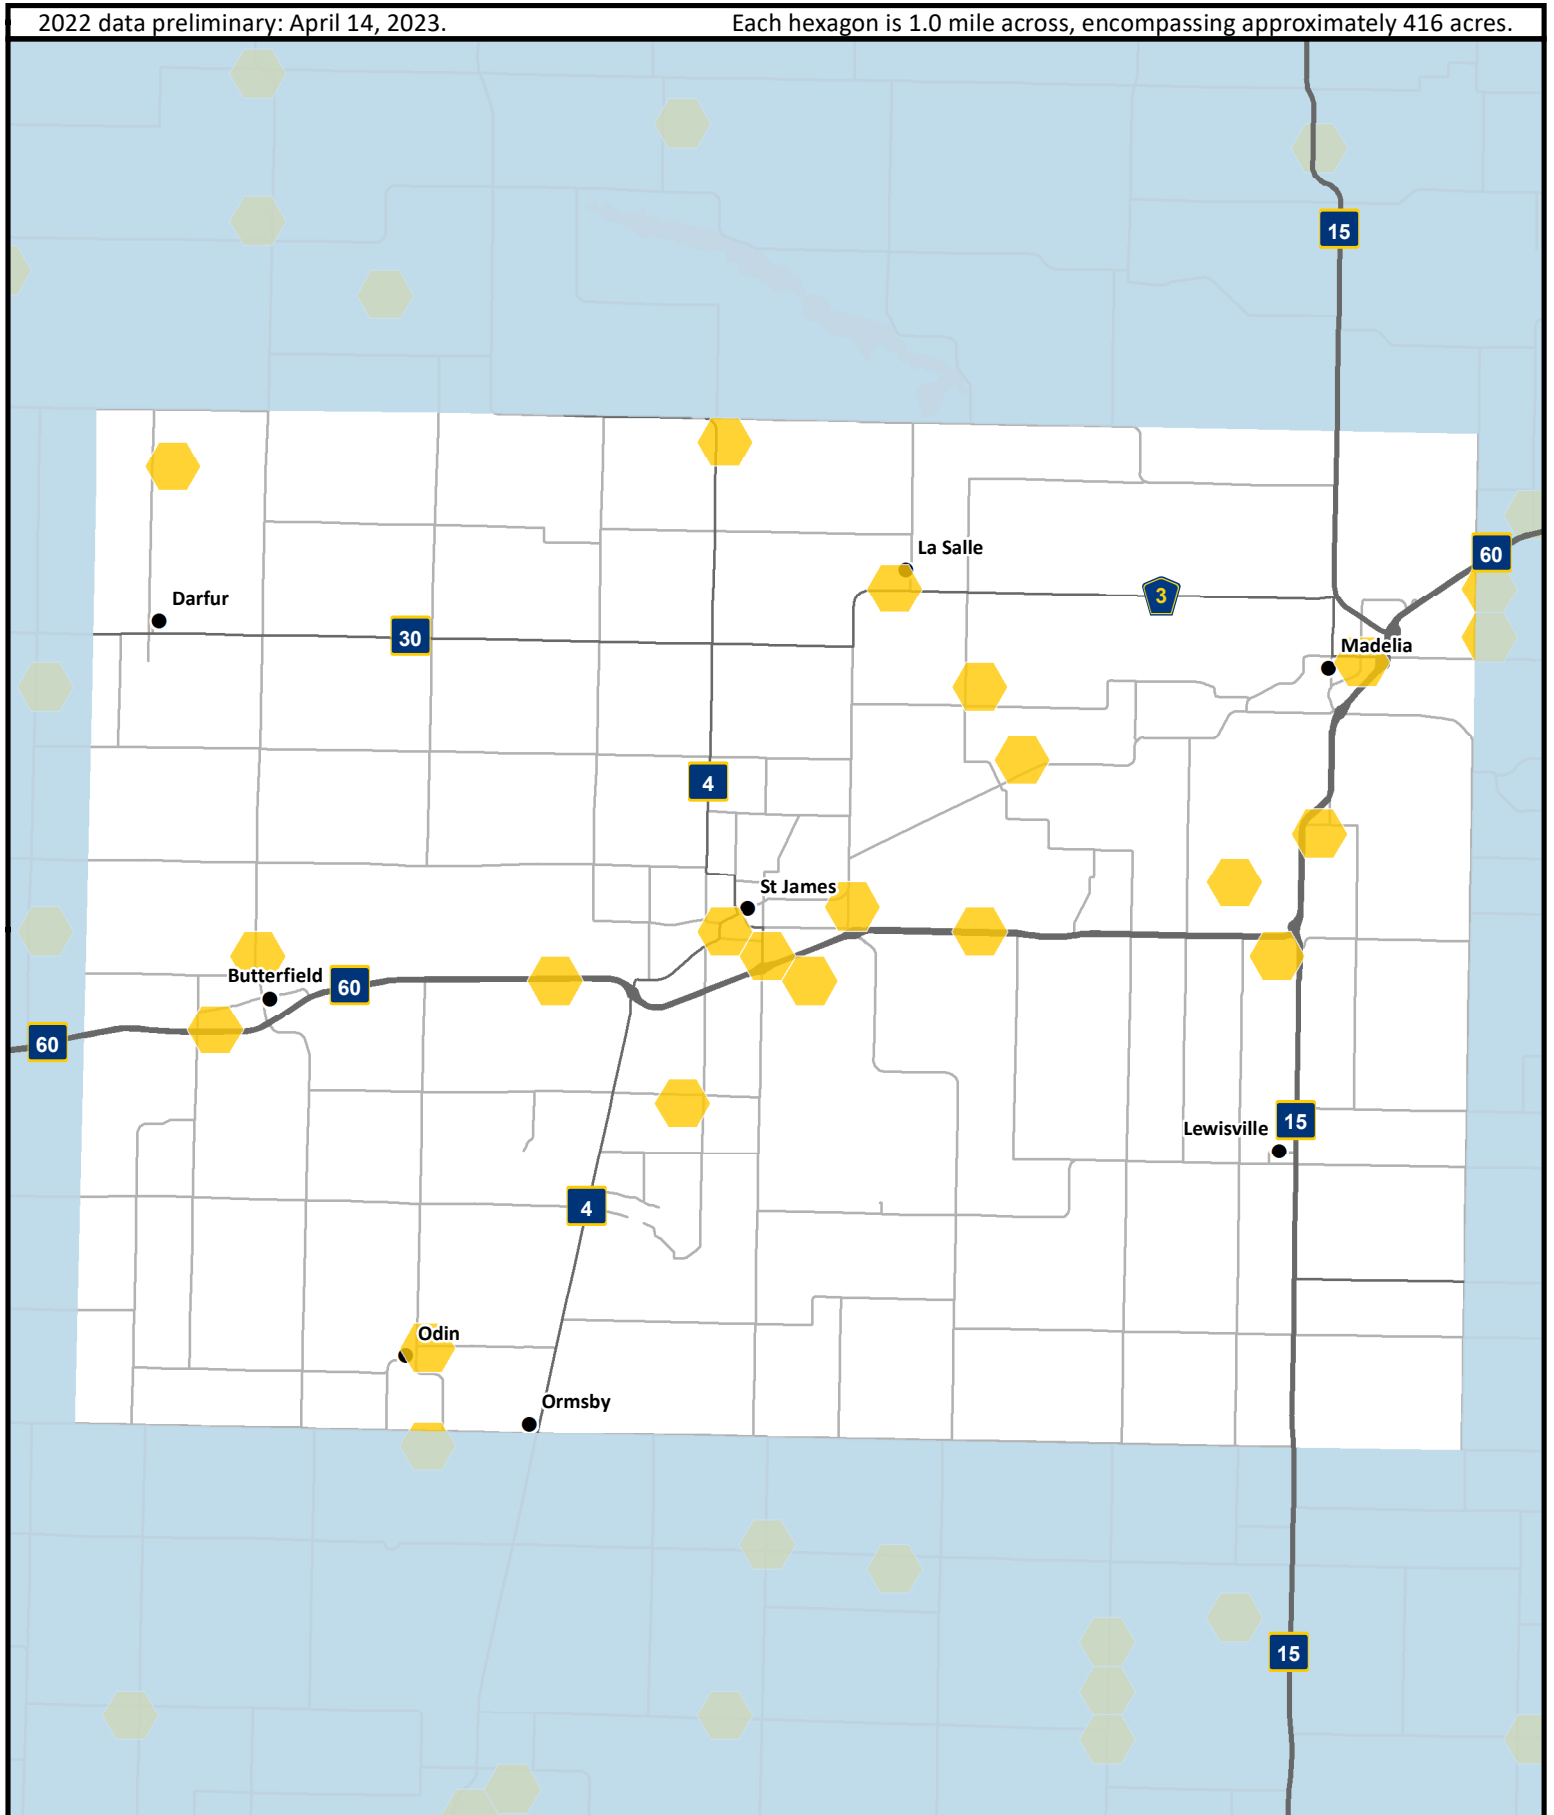 2022 data preliminary: April 14, 2023.
Each hexagon is 1.0 mile across, encompassing approximately 416 acres.
15
La Salle
60
Darfur
3
30
Madelia
4
St James
Butterfield
60
60
15
Lewisville
4
Odin
Ormsby
15